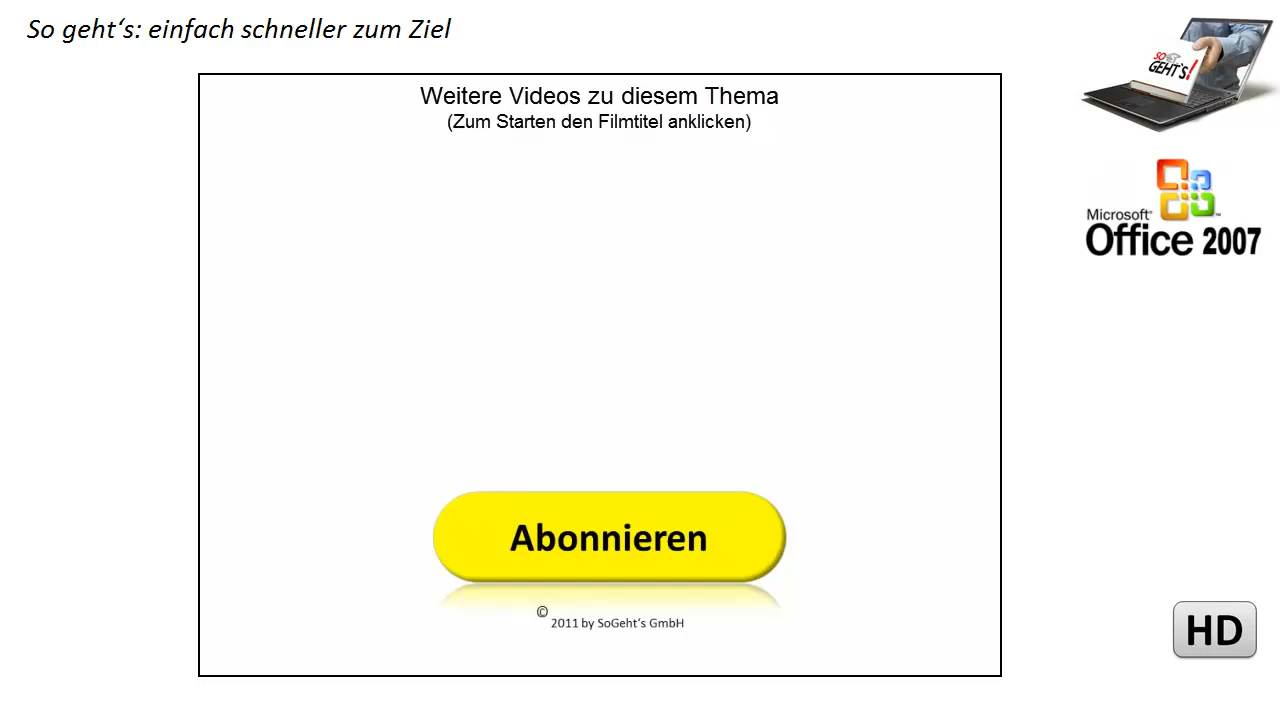 So geht‘s: einfach schneller zum Ziel
Weitere Videos zu diesem Thema
(Zum Starten den Filmtitel anklicken)
SO
GEHT'S!
Microsoft®
Office 2007
Abonnieren
©
2011 by SoGeht‘s GmbH
HD